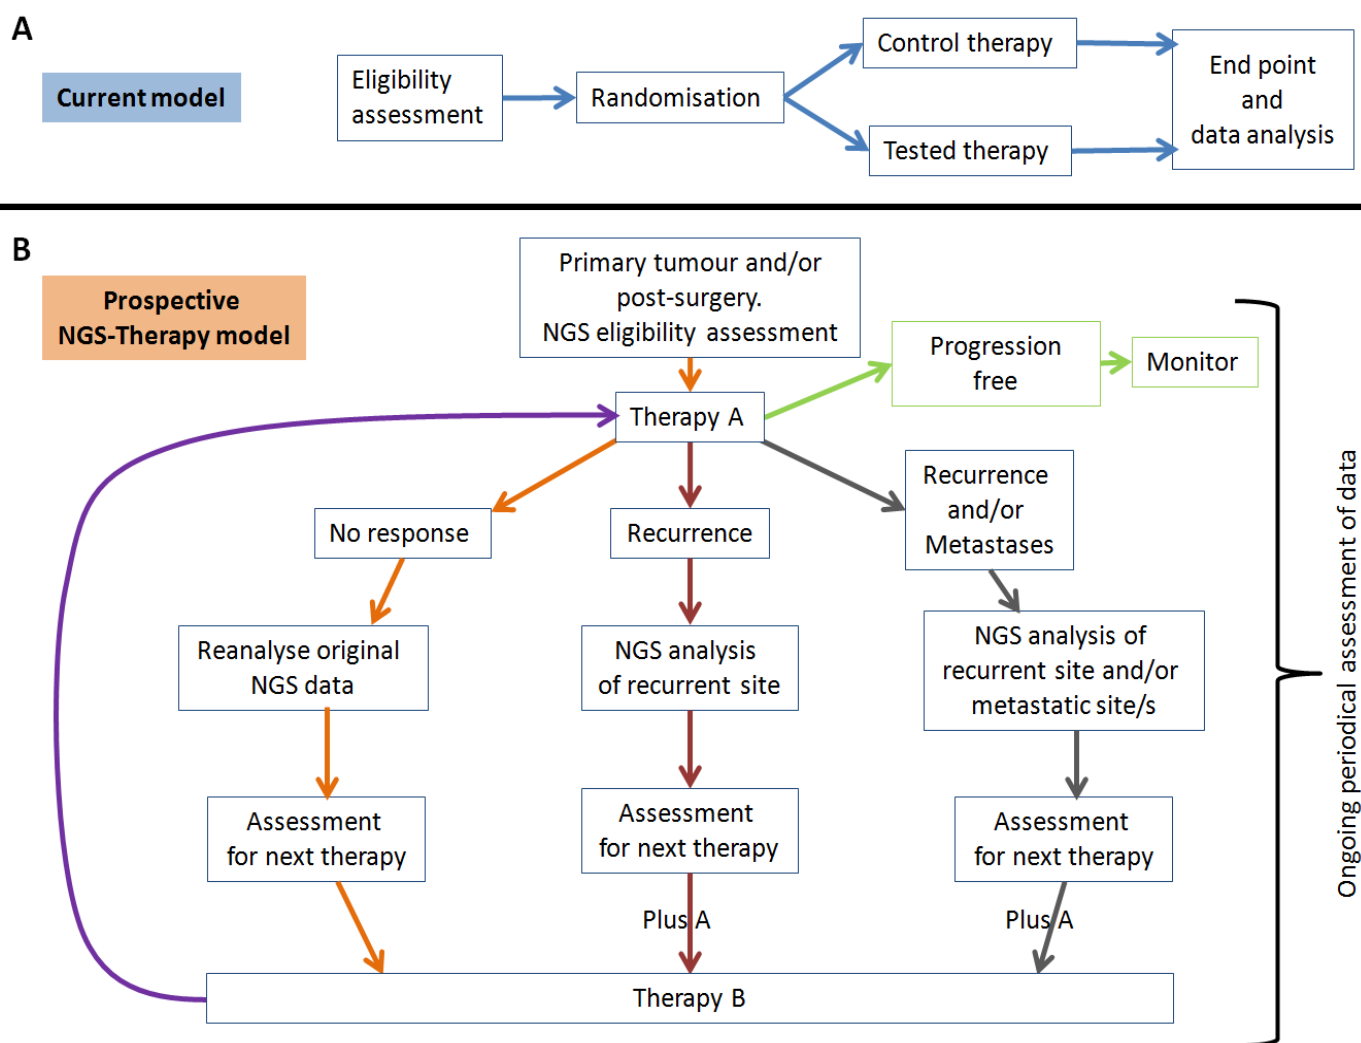 A
Current model
Eligibility
assessment
Randomisation
Control therapy
Tested therapy
End point
and
data analysis
B
Prospective
NGS-Therapy model
Primary tumour and/or
post-surgery.
NGS eligibility assessment
Progression
free
Monitor
Therapy A
No response
Recurrence
Recurrence
and/or
Metastases
Reanalyse original
NGS data
NGS analysis
of recurrent site
NGS analysis of
recurrent site and/or
metastatic site/s
Assessment
for next therapy
Assessment
for next therapy
Assessment
for next therapy
Plus A
Plus A
Therapy B
Ongoing periodical assessment of data